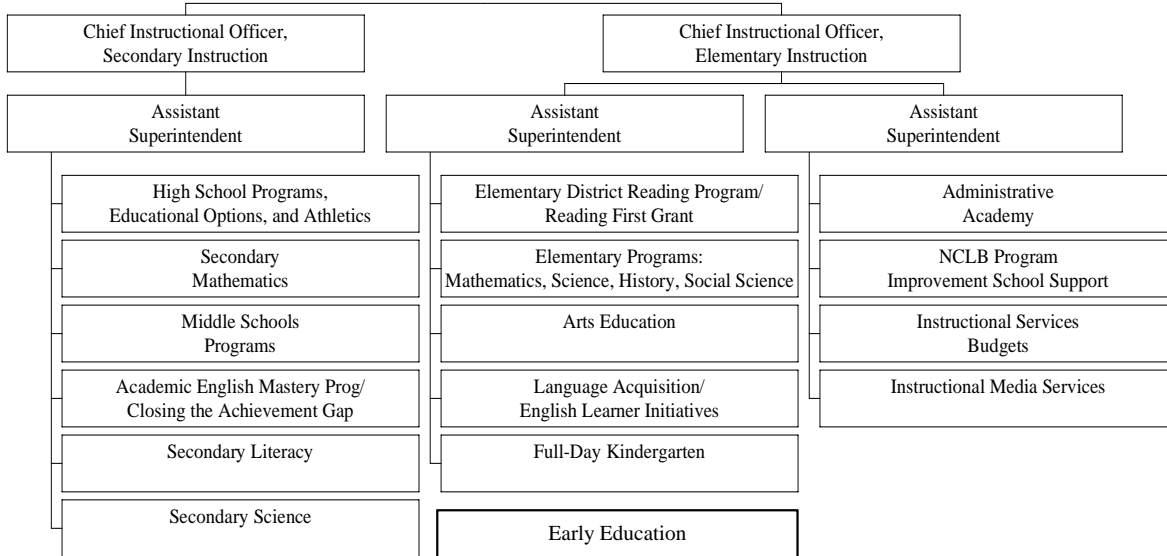 Chief Instructional Officer,
Secondary Instruction
Chief Instructional Officer,
Elementary Instruction
Assistant
Superintendent
Assistant
Superintendent
Assistant
Superintendent
High School Programs,
Educational Options, and Athletics
Secondary
Mathematics
Middle Schools
Programs
Academic English Mastery Prog/
Closing the Achievement Gap
Secondary Literacy
Secondary Science
Elementary District Reading Program/
Reading First Grant
Elementary Programs:
Mathematics, Science, History, Social Science
Arts Education
Language Acquisition/
English Learner Initiatives
Full-Day Kindergarten
Early Education
Administrative
Academy
NCLB Program
Improvement School Support
Instructional Services
Budgets
Instructional Media Services